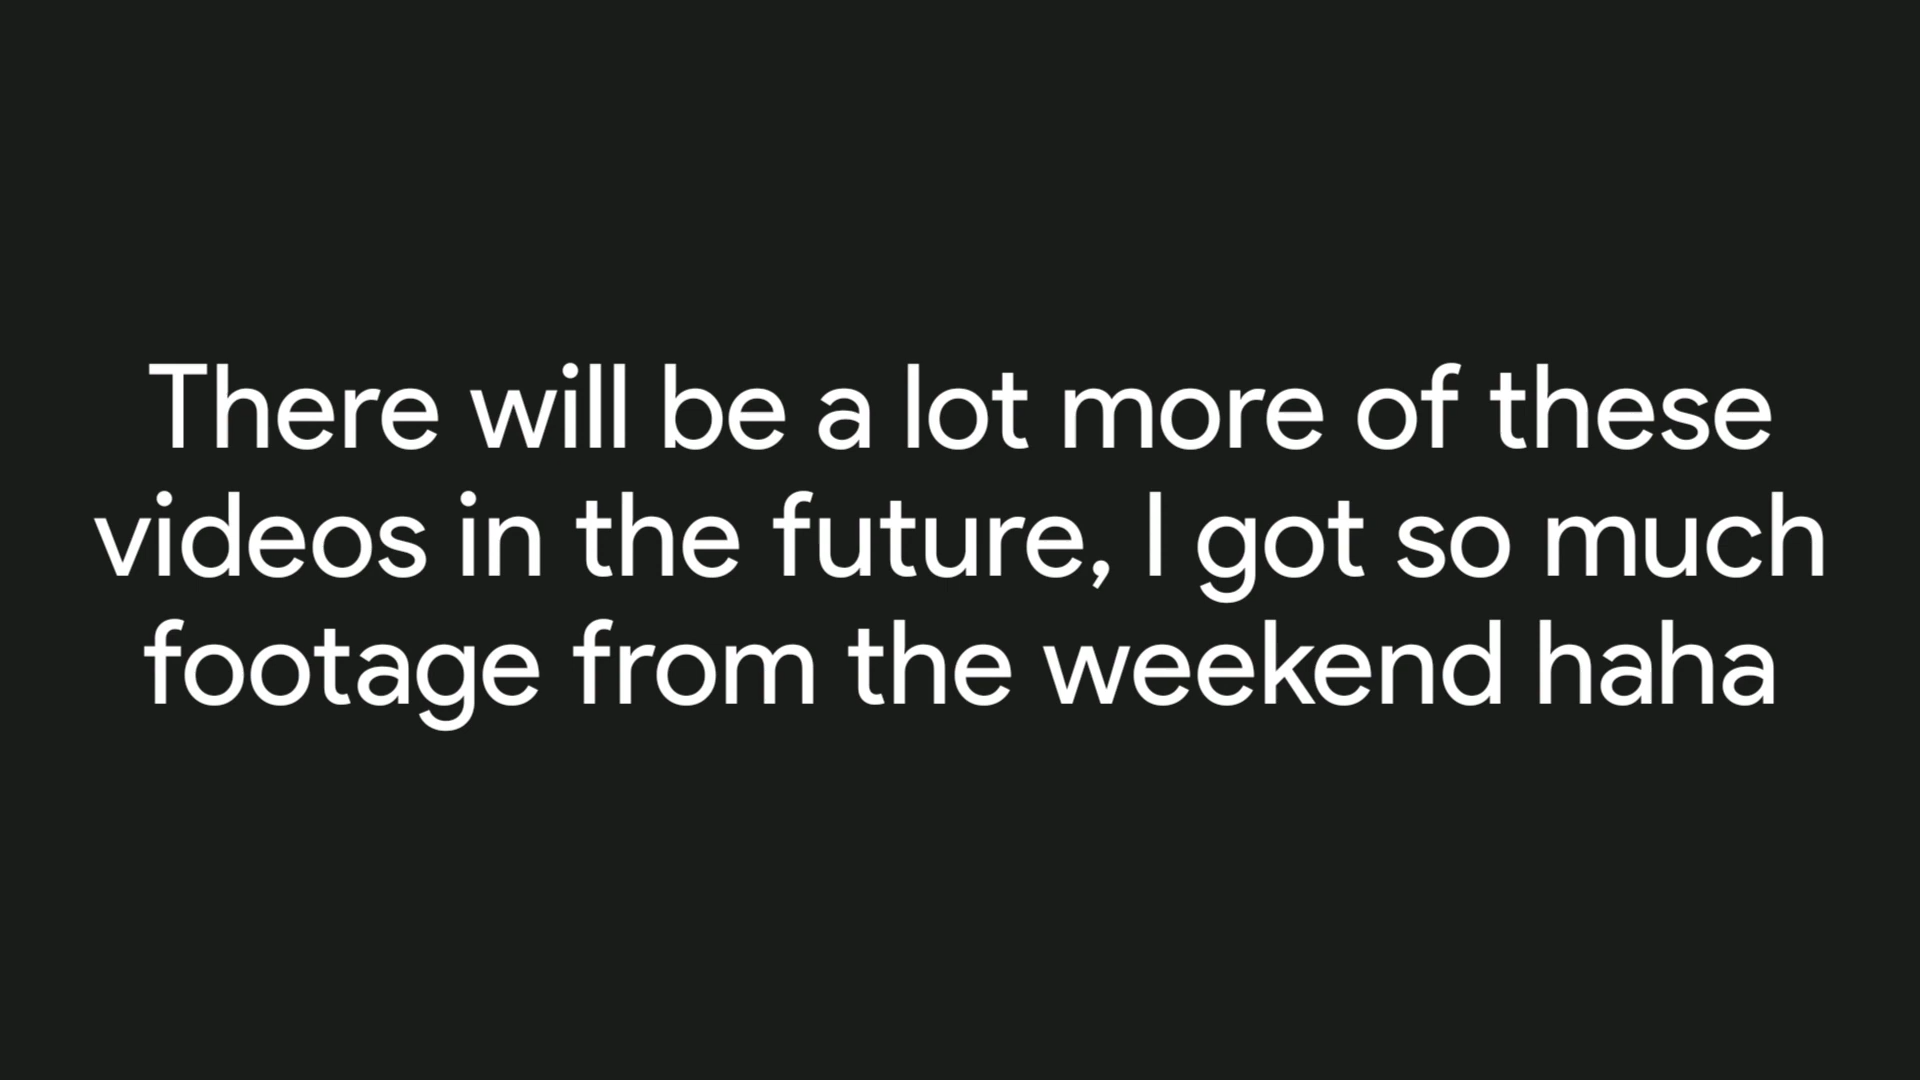 There will be a lot more of these
videos in the future, I got so much
footage from the weekend haha